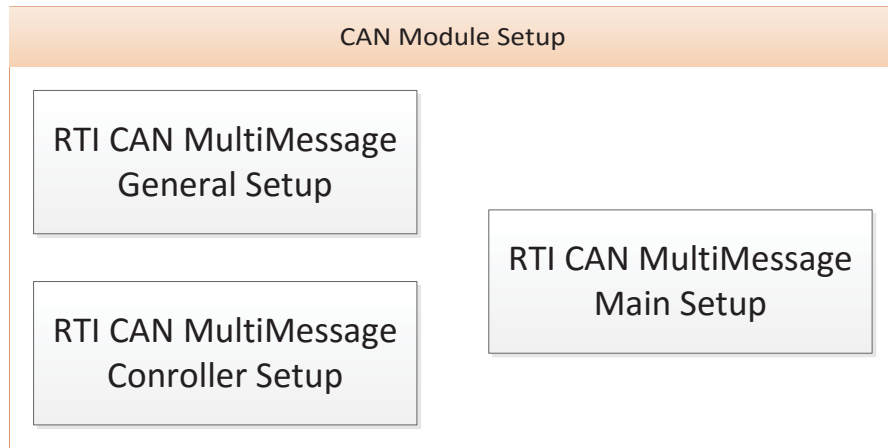 CAN Module Setup
RTI CAN MultiMessage
General Setup
RTI CAN MultiMessage
Main Setup
RTI CAN MultiMessage
Conroller Setup